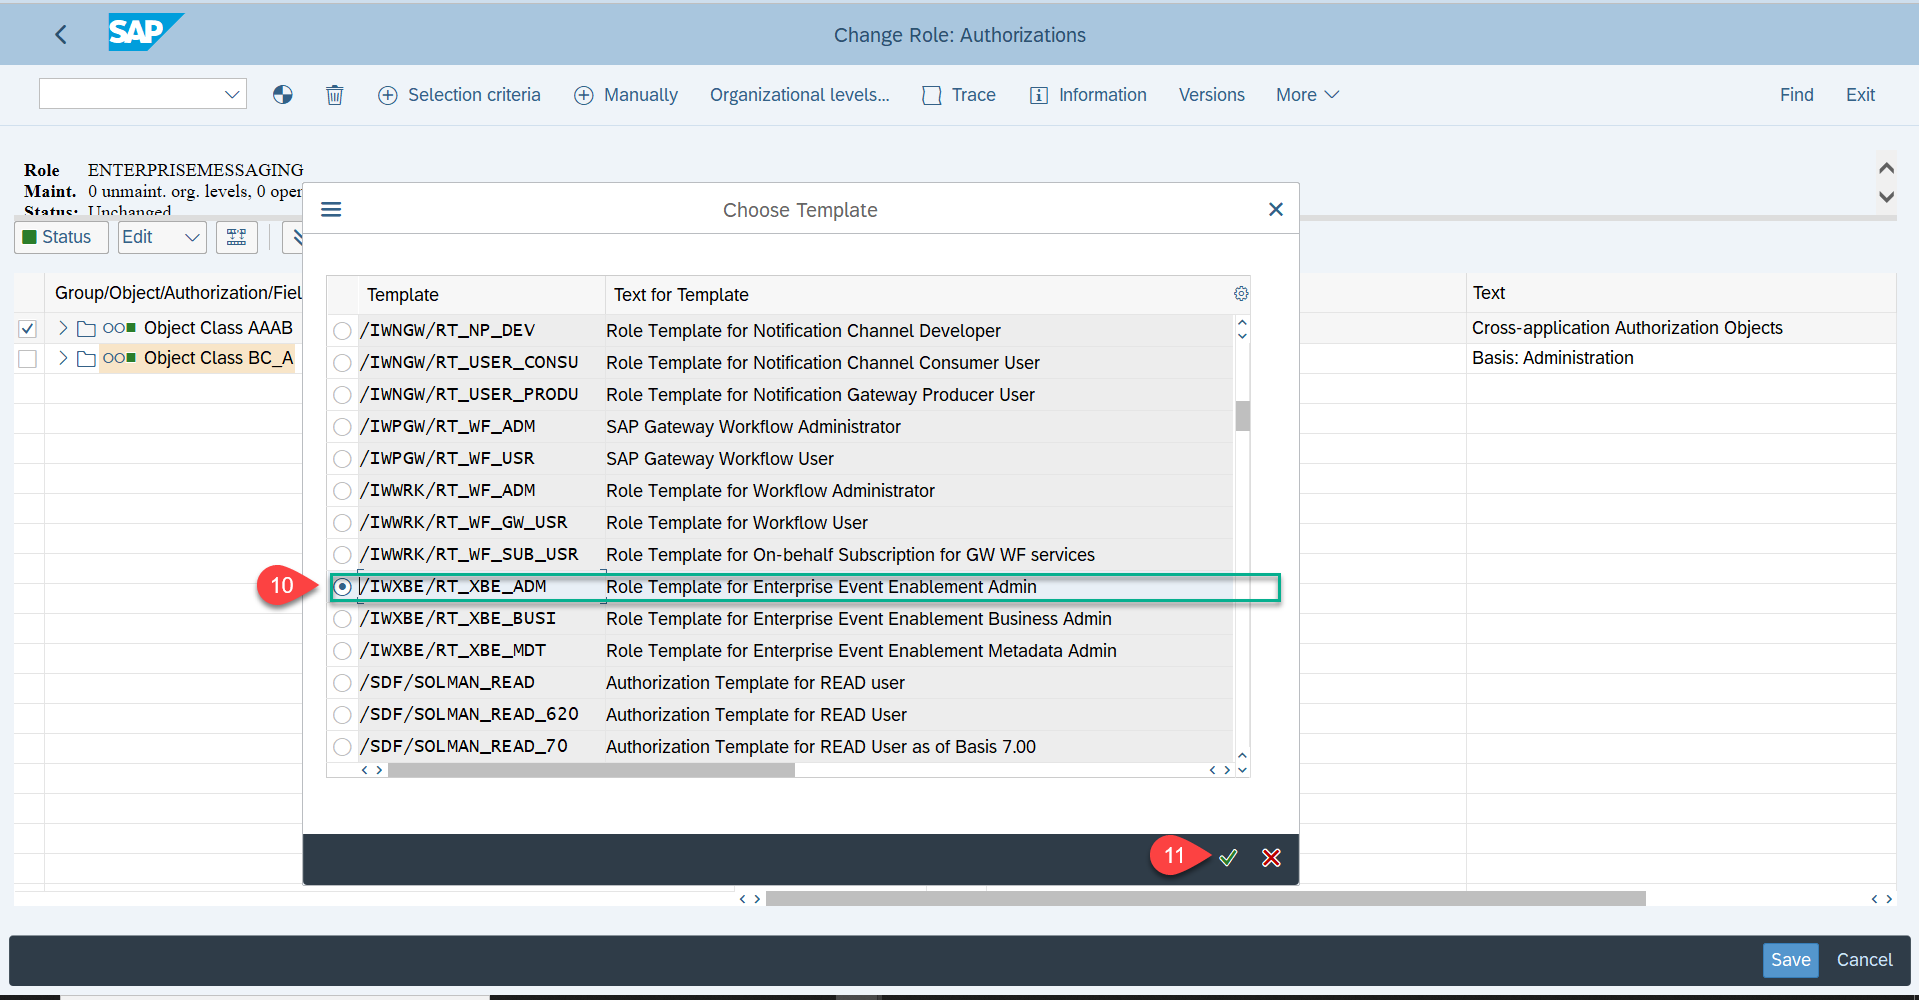 SAP
Change Role: Authorizations
Selection criteria Manually Organizational levels... Trace Information Versions More Find Exit
Role ENTERPRISEMESSAGING
Maint. 0 unmaint. org. levels, 0 oper
Status: Unchanged
Status Edit
Choose Template
Group/Object/Authorization/Fiel Text
Object Class AAAB Cross-application Authorization Objects
Object Class BC_A Basis: Administration
Template Text for Template
/IWNGW/RT_NP_DEV Role Template for Notification Channel Developer
/IWNGW/RT_USER_CONSU Role Template for Notification Channel Consumer User
/IWNGW/RT_USER_PRODU Role Template for Notification Gateway Producer User
/IWPGW/RT_WF_ADM SAP Gateway Workflow Administrator
/IWPGW/RT_WF_USR SAP Gateway Workflow User
/IWWRK/RT_WF_ADM Role Template for Workflow Administrator
/IWWRK/RT_WF_GW_USR Role Template for Workflow User
/IWWRK/RT_WF_SUB_USR Role Template for On-behalf Subscription for GW WF services
10 /IWXBE/RT_XBE_ADM Role Template for Enterprise Event Enablement Admin
/IWXBE/RT_XBE_BUSI Role Template for Enterprise Event Enablement Business Admin
/IWXBE/RT_XBE_MDT Role Template for Enterprise Event Enablement Metadata Admin
/SDF/SOLMAN_READ Authorization Template for READ user
/SDF/SOLMAN_READ_620 Authorization Template for READ User
/SDF/SOLMAN_READ_70 Authorization Template for READ User as of Basis 7.00
11
Save Cancel